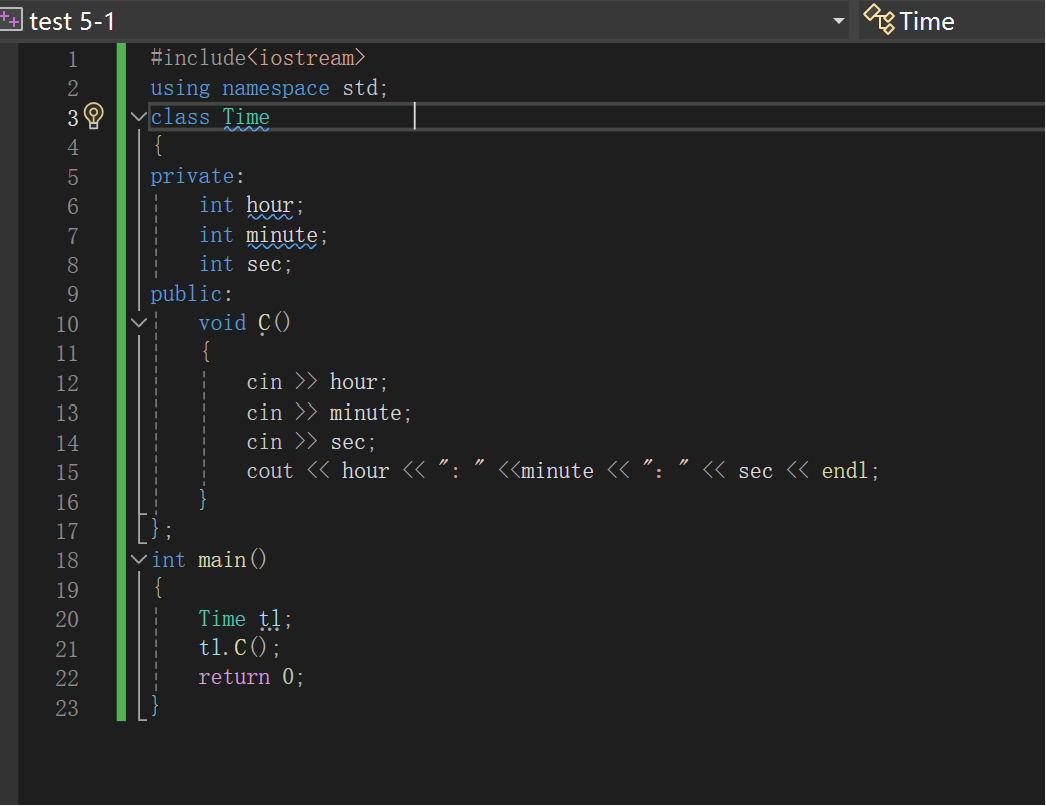 test 5-1 Time
1 #include<iostream>
2 using namespace std;
3 class Time
4 {
5 private:
6 int hour;
7 int minute;
8 int sec;
9 public:
10 void C()
11 {
12 cin >> hour;
13 cin >> minute;
14 cin >> sec;
15 cout << hour << ": " <<minute << ": " << sec << endl;
16 }
17 };
18 int main()
19 {
20 Time tl;
21 tl.C();
22 return 0;
23 }